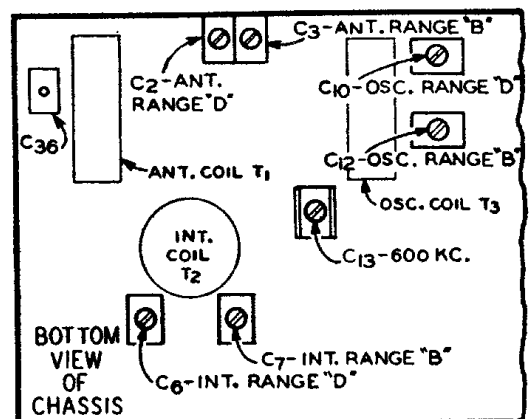 C3-ANT. RANGE "B"
C2-ANT.
RANGE "D"
C10-OSC. RANGE "D"
C36
C12-OSC. RANGE "B"
ANT. COIL T1
OSC. COIL T3
INT.
COIL
T2
C13-600 KC.
BOTTOM
VIEW
OF
CHASSIS
C7-INT. RANGE "B"
C6-INT. RANGE "D"